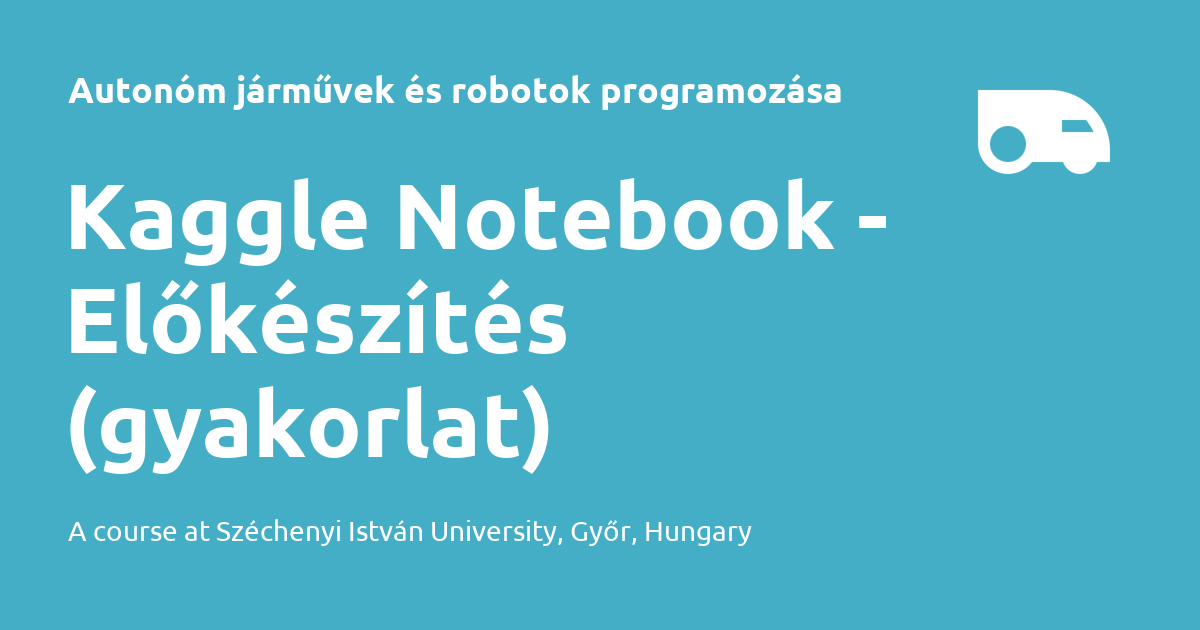 Autonóm járművek és robotok programozása
Kaggle Notebook -
Előkészítés
(gyakorlat)
A course at Széchenyi István University, Győr, Hungary